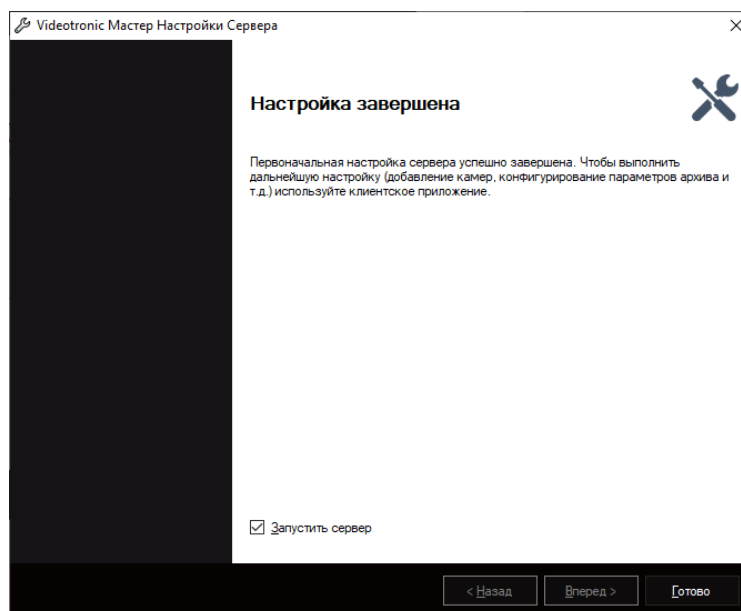 Videotronic Мастер Настройки Сервера
Настройка завершена
Первоначальная настройка сервера успешно завершена. Чтобы выполнить
дальнейшую настройку (добавление камер, конфигурирование параметров архива и
т.д.) используйте клиентское приложение.
Запустить сервер
< Назад
Вперед >
Готово